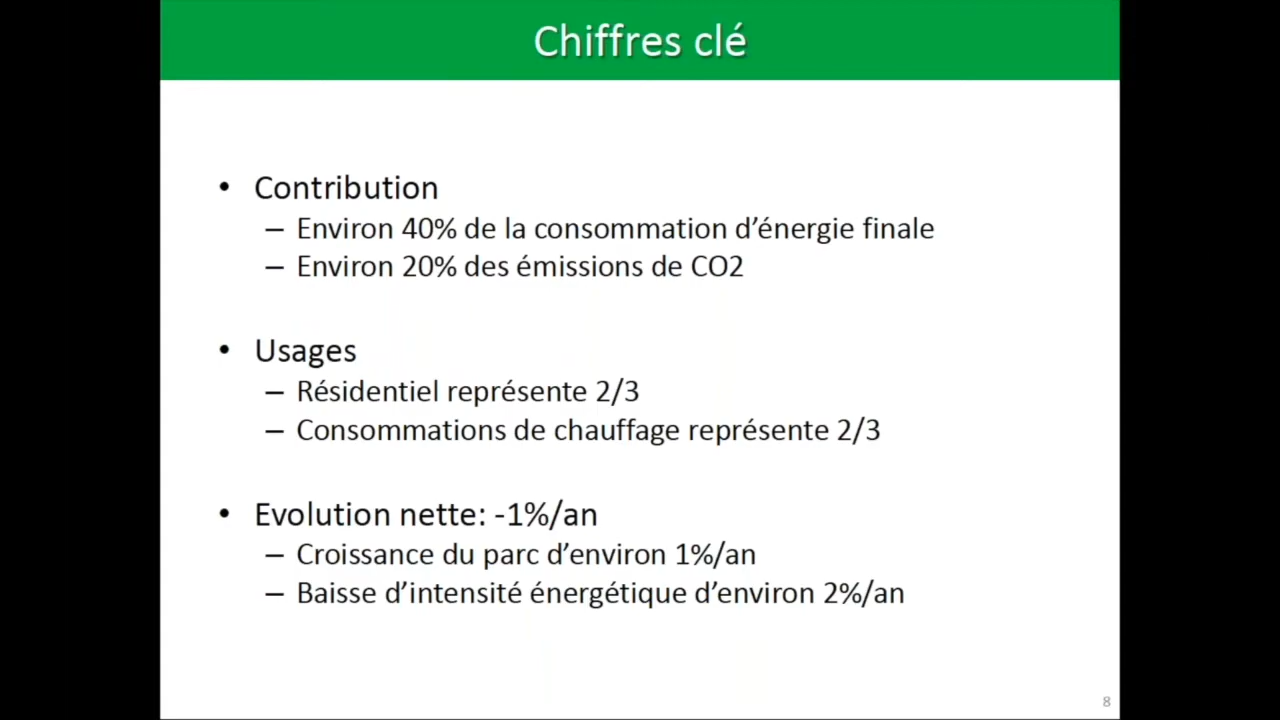 Chiffres clé
• Contribution
– Environ 40% de la consommation d’énergie finale
– Environ 20% des émissions de CO2
• Usages
– Résidentiel représente 2/3
– Consommations de chauffage représente 2/3
• Evolution nette: -1%/an
– Croissance du parc d’environ 1%/an
– Baisse d’intensité énergétique d’environ 2%/an
8